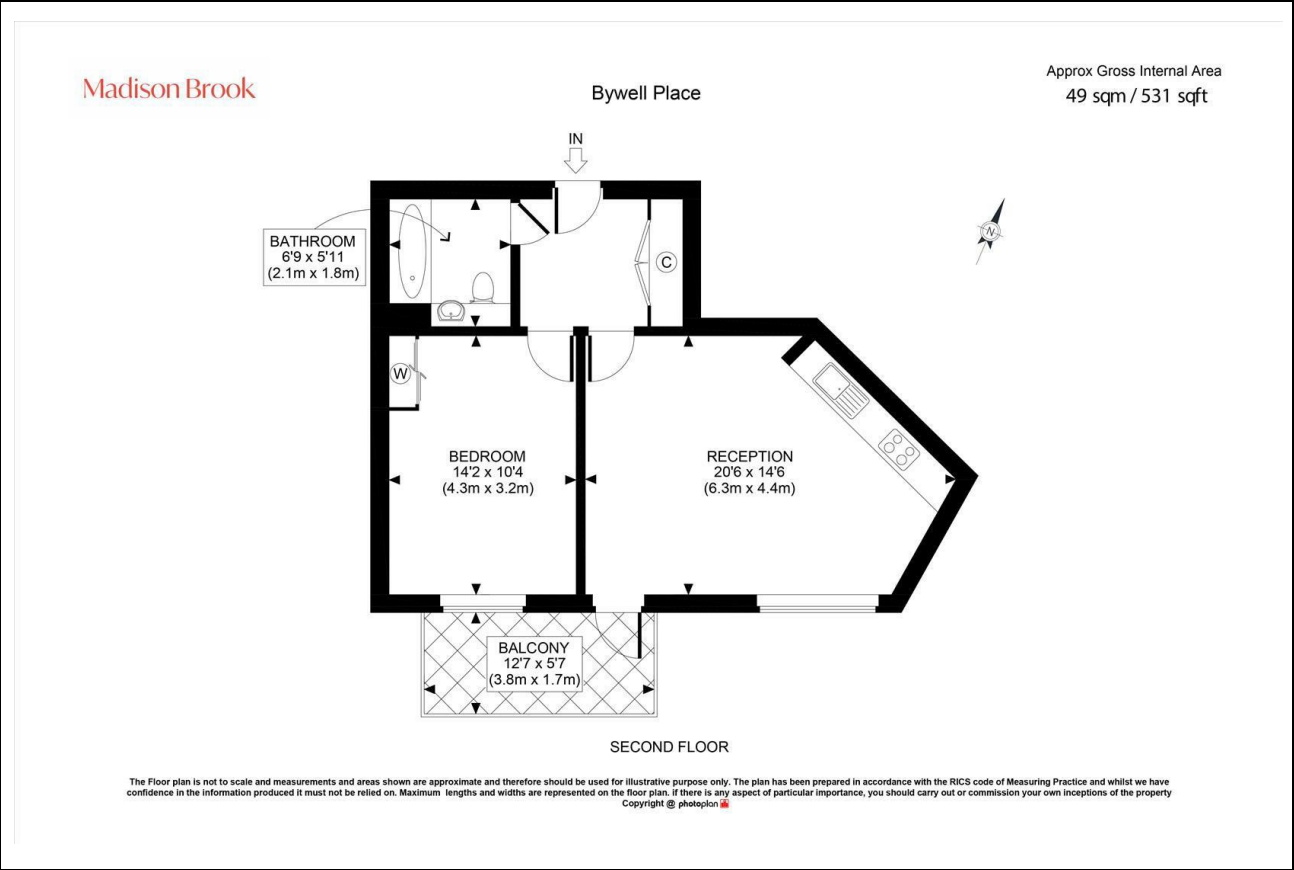 Madison Brook
Bywell Place
Approx Gross Internal Area
49 sqm / 531 sqft
IN
BATHROOM
6'9 x 5'11
(2.1m x 1.8m)
C
N
W
BEDROOM
14'2 x 10'4
(4.3m x 3.2m)
RECEPTION
20'6 x 14'6
(6.3m x 4.4m)
BALCONY
12'7 x 5'7
(3.8m x 1.7m)
SECOND FLOOR
The Floor plan is not to scale and measurements and areas shown are approximate and therefore should be used for illustrative purpose only. The plan has been prepared in accordance with the RICS code of Measuring Practice and whilst we have
confidence in the information produced it must not be relied on. Maximum lengths and widths are represented on the floor plan. if there is any aspect of particular importance, you should carry out or commission your own inceptions of the property
Copyright @ photoplan